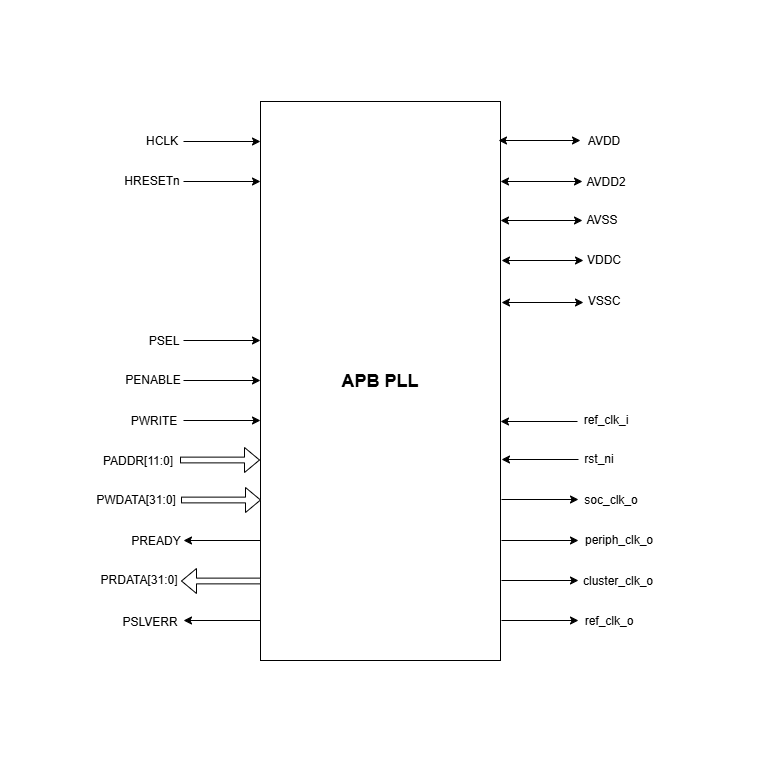 HCLK
HRESETn
PSEL
PENABLE
PWRITE
PADDR[11:0]
PWDATA[31:0]
PREADY
PRDATA[31:0]
PSLVERR
APB PLL
AVDD
AVDD2
AVSS
VDDC
VSSC
ref_clk_i
rst_ni
soc_clk_o
periph_clk_o
cluster_clk_o
ref_clk_o